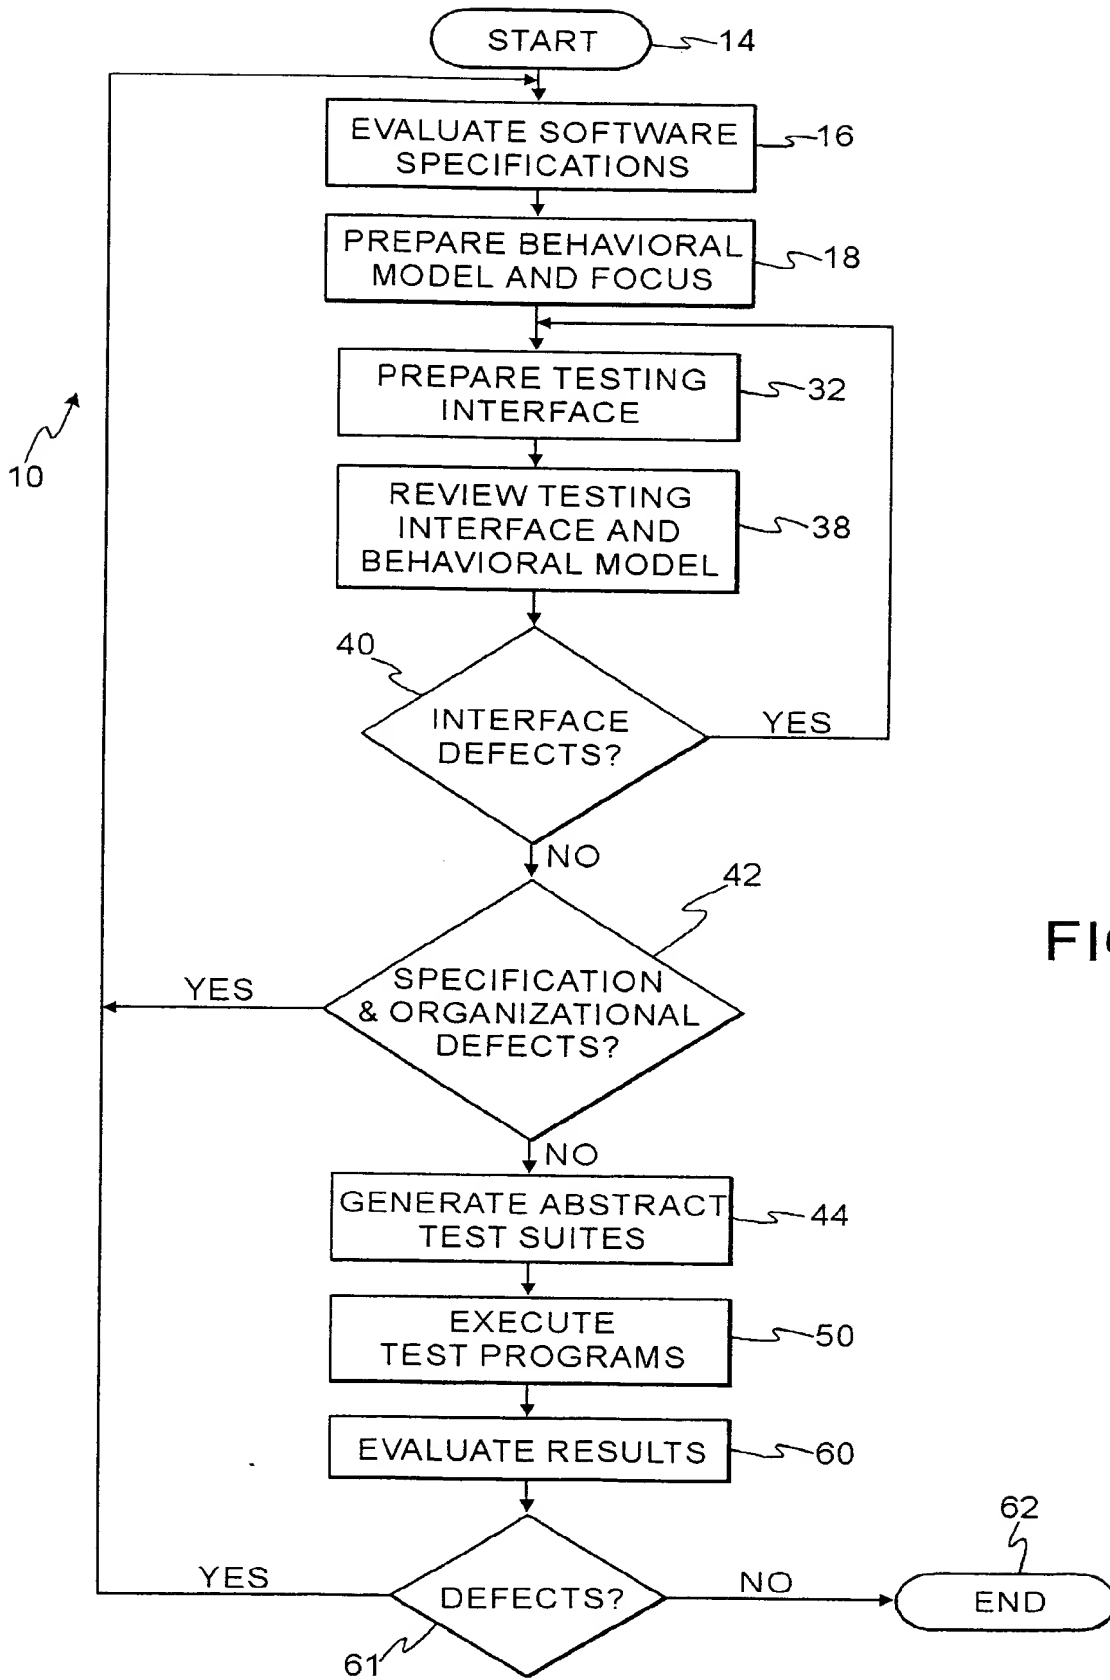 START
14
EVALUATE SOFTWARE
SPECIFICATIONS
16
PREPARE BEHAVIORAL
MODEL AND FOCUS
18
PREPARE TESTING
INTERFACE
32
10
REVIEW TESTING
INTERFACE AND
BEHAVIORAL MODEL
38
40
INTERFACE
DEFECTS?
YES
NO
42
SPECIFICATION
& ORGANIZATIONAL
DEFECTS?
YES
NO
GENERATE ABSTRACT
TEST SUITES
44
EXECUTE
TEST PROGRAMS
50
EVALUATE RESULTS
60
DEFECTS?
YES
NO
61
62
END